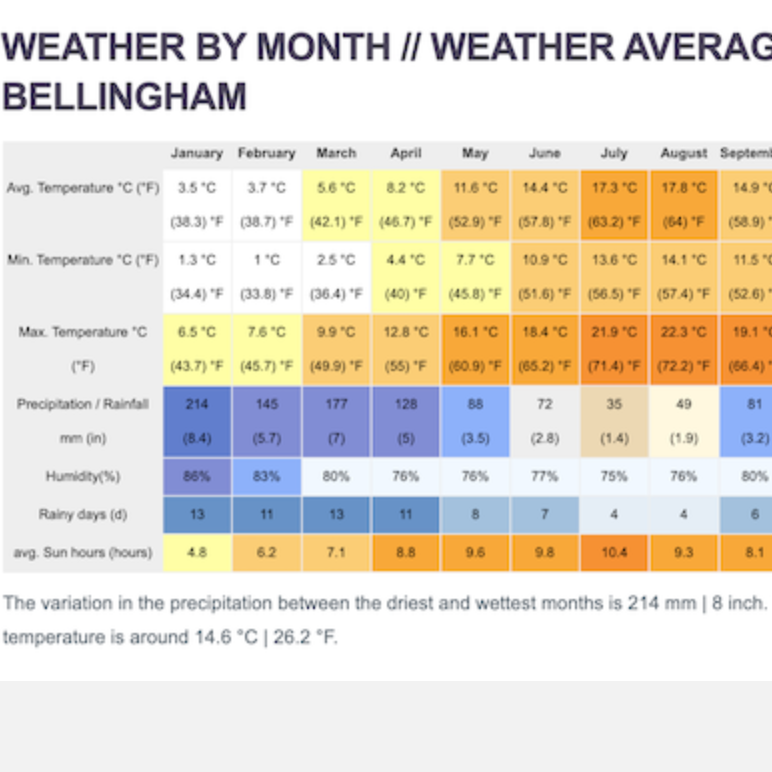 WEATHER BY MONTH // WEATHER AVERAG
BELLINGHAM
January February March April May June July August Septemb
Avg. Temperature °C (°F) 3.5 °C 3.7 °C 5.6 °C 8.2 °C 11.6 °C 14.4 °C 17.3 °C 17.8 °C 14.9 °C
(38.3) °F (38.7) °F (42.1) °F (46.7) °F (52.9) °F (57.8) °F (63.2) °F (64) °F (58.9) °
Min. Temperature °C (°F) 1.3 °C 1 °C 2.5 °C 4.4 °C 7.7 °C 10.9 °C 13.6 °C 14.1 °C 11.5 °C
(34.4) °F (33.8) °F (36.4) °F (40) °F (45.8) °F (51.6) °F (56.5) °F (57.4) °F (52.6) °
Max. Temperature °C 6.5 °C 7.6 °C 9.9 °C 12.8 °C 16.1 °C 18.4 °C 21.9 °C 22.3 °C 19.1 °C
(°F) (43.7) °F (45.7) °F (49.9) °F (55) °F (60.9) °F (65.2) °F (71.4) °F (72.2) °F (66.4) °
Precipitation / Rainfall 214 145 177 128 88 72 35 49 81
mm (in) (8.4) (5.7) (7) (5) (3.5) (2.8) (1.4) (1.9) (3.2)
Humidity(%) 86% 83% 80% 76% 76% 77% 75% 76% 80%
Rainy days (d) 13 11 13 11 8 7 4 4 6
avg. Sun hours (hours) 4.8 6.2 7.1 8.8 9.6 9.8 10.4 9.3 8.1
The variation in the precipitation between the driest and wettest months is 214 mm | 8 inch.
temperature is around 14.6 °C | 26.2 °F.